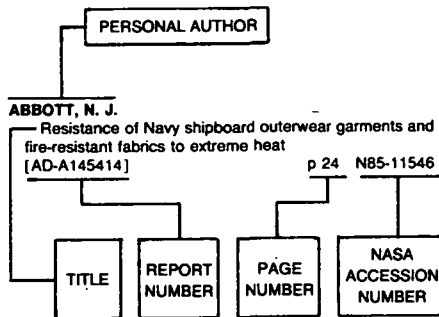 PERSONAL AUTHOR
ABBOTT, N. J.
Resistance of Navy shipboard outerwear garments and
fire-resistant fabrics to extreme heat
[AD-A145414] p 24 N85-11546
TITLE
REPORT
NUMBER
PAGE
NUMBER
NASA
ACCESSION
NUMBER